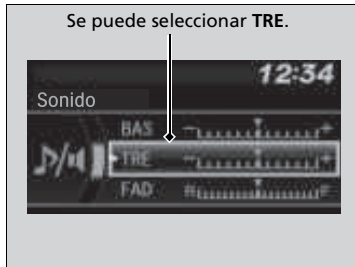 Se puede seleccionar TRE.
12:34
Sonido
BAS
TRE
FAD